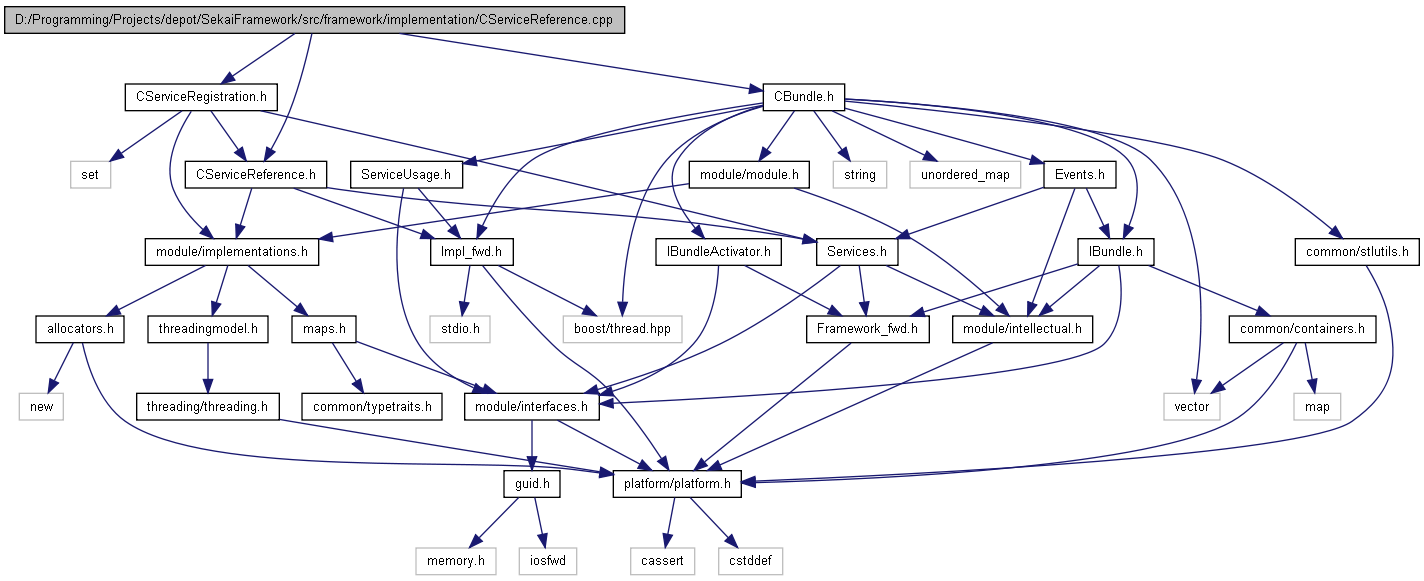 D:/Programming/Projects/depot/SekaiFramework/src/framework/implementation/CServiceReference.cpp
CServiceRegistration.h
CBundle.h
set
CServiceReference.h
ServiceUsage.h
module/module.h
string
unordered_map
Events.h
module/implementations.h
Impl_fwd.h
IBundleActivator.h
Services.h
IBundle.h
common/stlutils.h
allocators.h
threadingmodel.h
maps.h
stdio.h
boost/thread.hpp
Framework_fwd.h
module/intellectual.h
common/containers.h
new
threading/threading.h
common/typetraits.h
module/interfaces.h
vector
map
guid.h
platform/platform.h
memory.h
iosfwd
cassert
cstddef